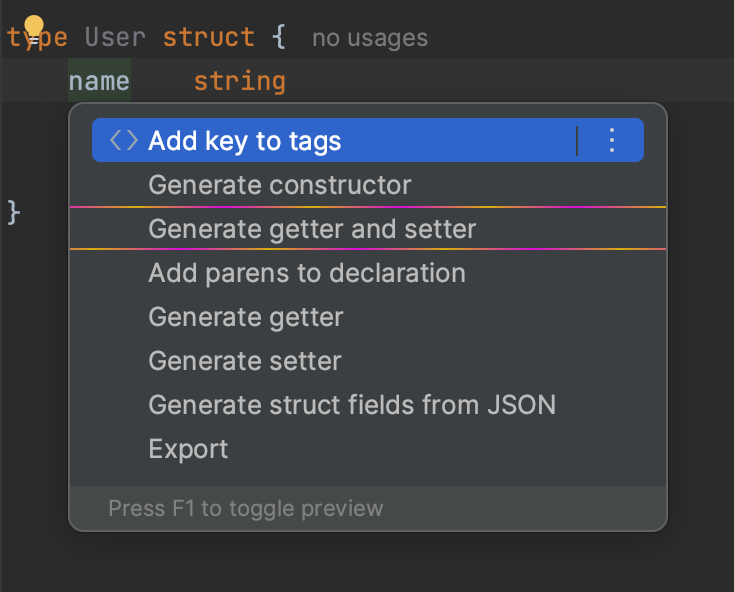 type User struct {   no usages
    name    string
Add key to tags
Generate constructor
}
Generate getter and setter
Add parens to declaration
Generate getter
Generate setter
Generate struct fields from JSON
Export
Press F1 to toggle preview